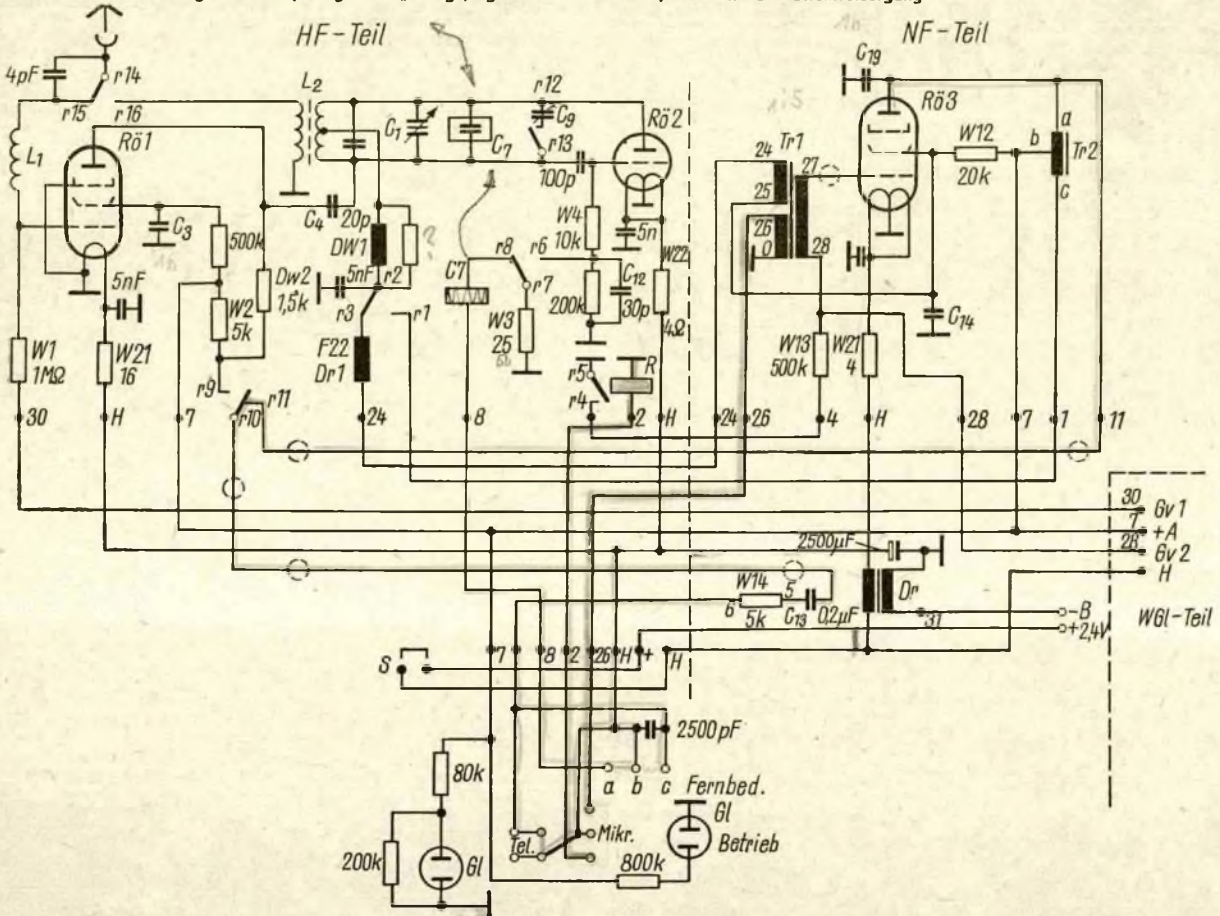 HF-Teil
NF-Teil
4pF
r14
r15
r16
Rö1
L1
L2
C1
C7
r12
C9
r13
Rö2
100p
C19
Rö3
W12
20k
a
b
c
Tr2
Tr1
24
25
26
0
27
28
C3
500k
C4
20p
DW1
5nF
r2
r3
r1
W4
10k
5n
W22
4Ω
5nF
W2
5k
Dw2
1,5k
C7
r8
r6
r7
W3
25
200k
C12
30p
C14
W1
1MΩ
W21
16
r9
r10
r11
F22
Dr1
r5
r4
R
W13
500k
W21
4
30
H
7
24
8
2
H
24
26
4
H
28
7
1
11
30
Gv 1
7
+A
28
Gv 2
H
2500µF
W14
5
6
5k
C13
0,2µF
Dr
31
-B
+2,4V
WGl-Teil
S
7
8
2
26
H
+
H
2500pF
80k
a
b
c
Fernbed.
Gl
Tel.
Mikr.
Betrieb
200k
Gl
800k